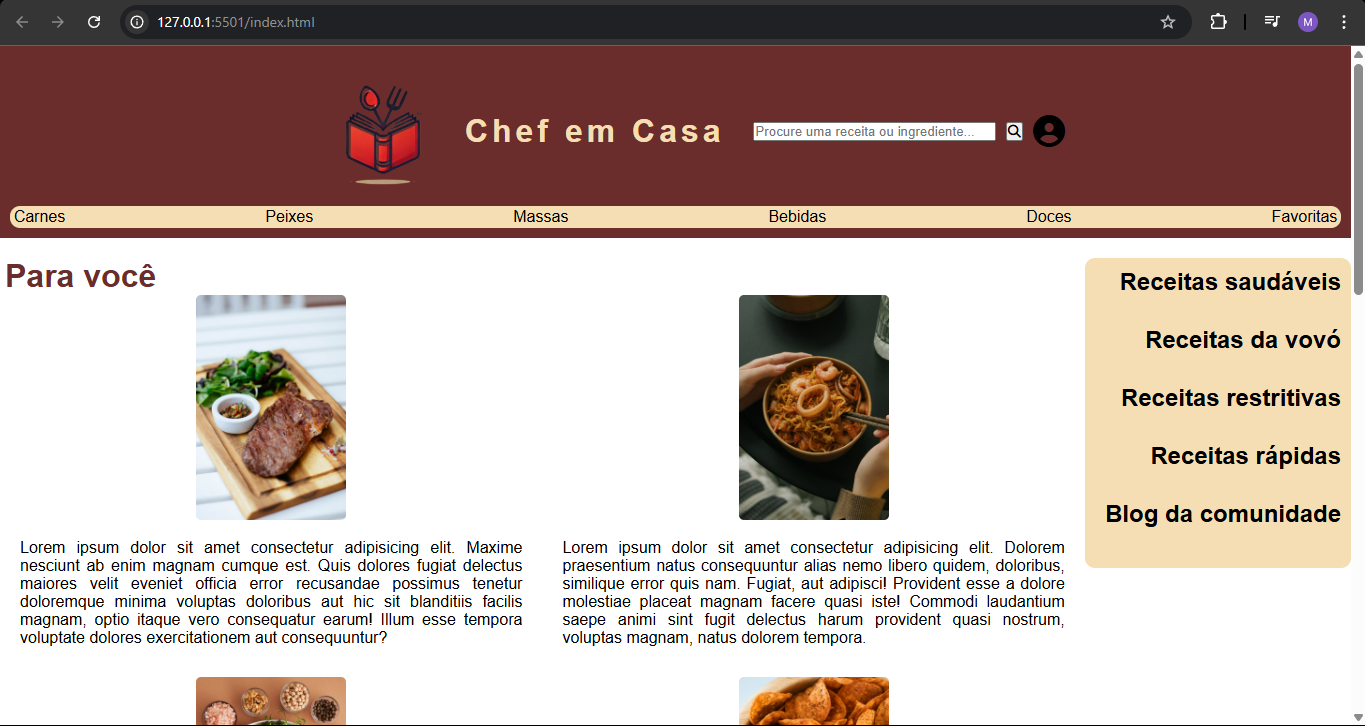 127.0.0.1:5501/index.html
M
Chef em Casa
Procure uma receita ou ingrediente...
Carnes Peixes Massas Bebidas Doces Favoritas
Para você
Lorem ipsum dolor sit amet consectetur adipisicing elit. Maxime
nesciunt ab enim magnam cumque est. Quis dolores fugiat delectus
maiores velit eveniet officia error recusandae possimus tenetur
doloremque minima voluptas doloribus aut hic sit blanditiis facilis
magnam, optio itaque vero consequatur earum! Illum esse tempora
voluptate dolores exercitationem aut consequuntur?
Lorem ipsum dolor sit amet consectetur adipisicing elit. Dolorem
praesentium natus consequuntur alias nemo libero quidem, doloribus,
similique error quis nam. Fugiat, aut adipisci! Provident esse a dolore
molestiae placeat magnam facere quasi iste! Commodi laudantium
saepe animi sint fugit delectus harum provident quasi nostrum,
voluptas magnam, natus dolorem tempora.
Receitas saudáveis
Receitas da vovó
Receitas restritivas
Receitas rápidas
Blog da comunidade